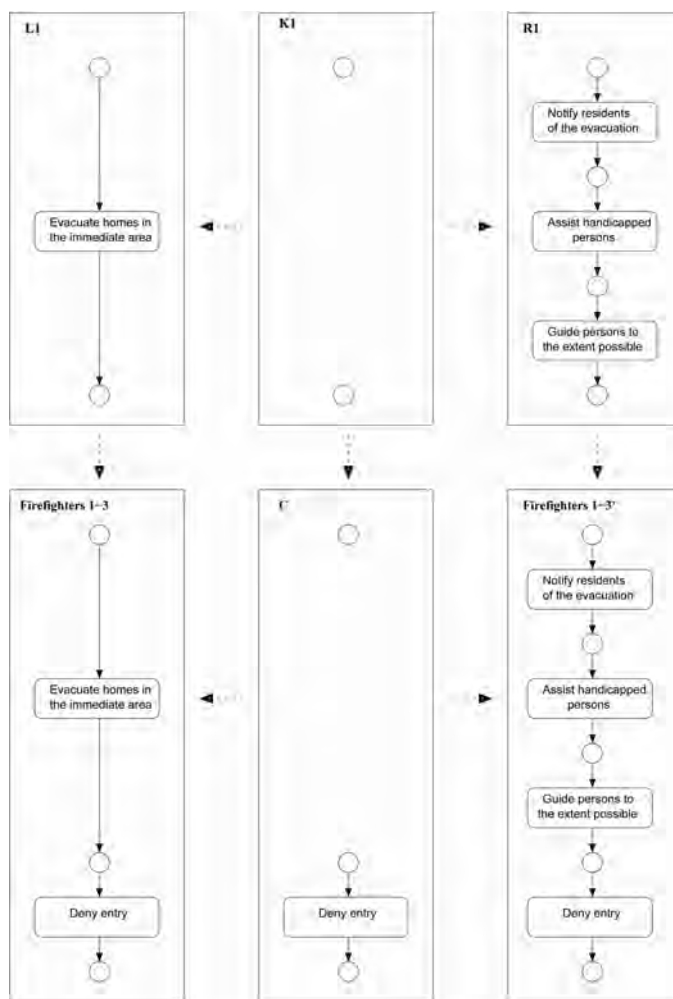 L1
K1
R1
Notify residents
of the evacuation
Evacuate homes in
the immediate area
Assist handicapped
persons
Guide persons to
the extent possible
Firefighters 1–3
C
Firefighters 1–3'
Notify residents
of the evacuation
Evacuate homes in
the immediate area
Assist handicapped
persons
Guide persons to
the extent possible
Deny entry
Deny entry
Deny entry